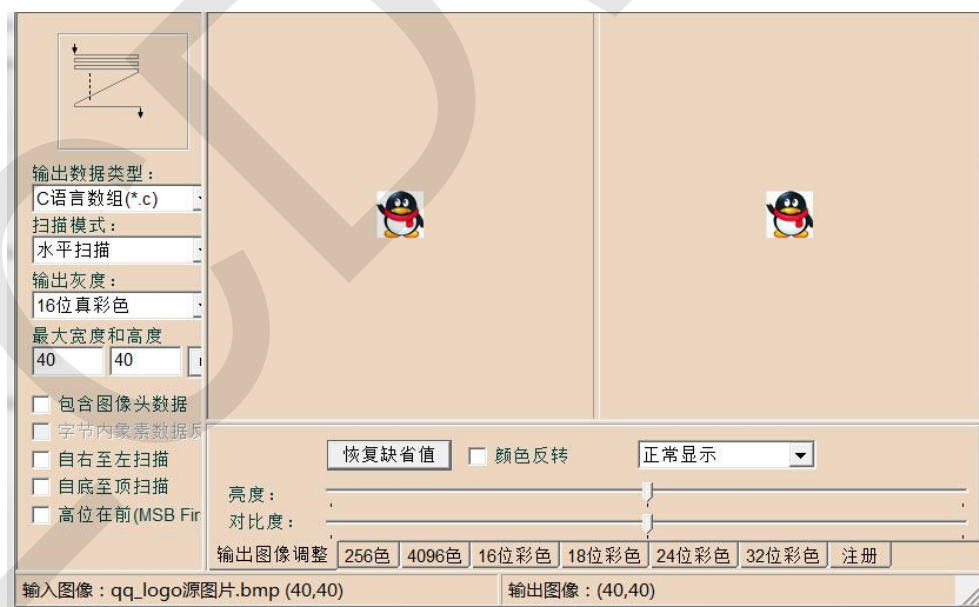 输出数据类型：
C语言数组(*.c)
扫描模式：
水平扫描
输出灰度：
16位真彩色
最大宽度和高度
40 40
包含图像头数据
字节内象素数据反
自右至左扫描
自底至顶扫描
高位在前(MSB Fir
恢复缺省值 颜色反转 正常显示
亮度：
对比度：
输出图像调整 256色 4096色 16位彩色 18位彩色 24位彩色 32位彩色 注册
输入图像：qq_logo源图片.bmp (40,40) 输出图像：(40,40)